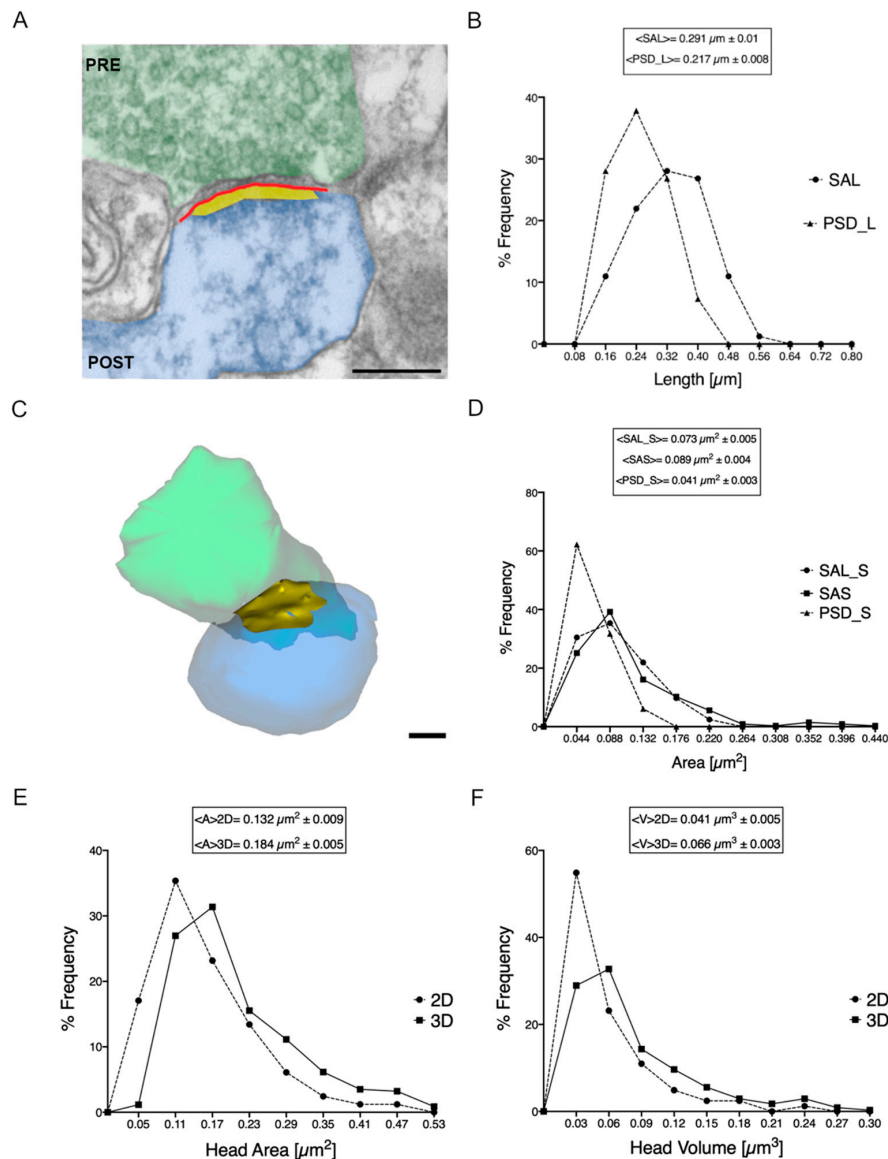 A
PRE
POST
B
<SAL>= 0.291 µm ± 0.01
<PSD_L>= 0.217 µm ± 0.008
% Frequency
40
30
20
10
0
0.08 0.16 0.24 0.32 0.40 0.48 0.56 0.64 0.72 0.80
Length [µm]
SAL
PSD_L
C
D
<SAL_S>= 0.073 µm² ± 0.005
<SAS>= 0.089 µm² ± 0.004
<PSD_S>= 0.041 µm² ± 0.003
% Frequency
80
60
40
20
0
0.044 0.088 0.132 0.176 0.220 0.264 0.308 0.352 0.396 0.440
Area [µm²]
SAL_S
SAS
PSD_S
E
<A>2D= 0.132 µm² ± 0.009
<A>3D= 0.184 µm² ± 0.005
% Frequency
40
30
20
10
0
0.05 0.11 0.17 0.23 0.29 0.35 0.41 0.47 0.53
Head Area [µm²]
2D
3D
F
<V>2D= 0.041 µm³ ± 0.005
<V>3D= 0.066 µm³ ± 0.003
% Frequency
60
40
20
0
0.03 0.06 0.09 0.12 0.15 0.18 0.21 0.24 0.27 0.30
Head Volume [µm³]
2D
3D